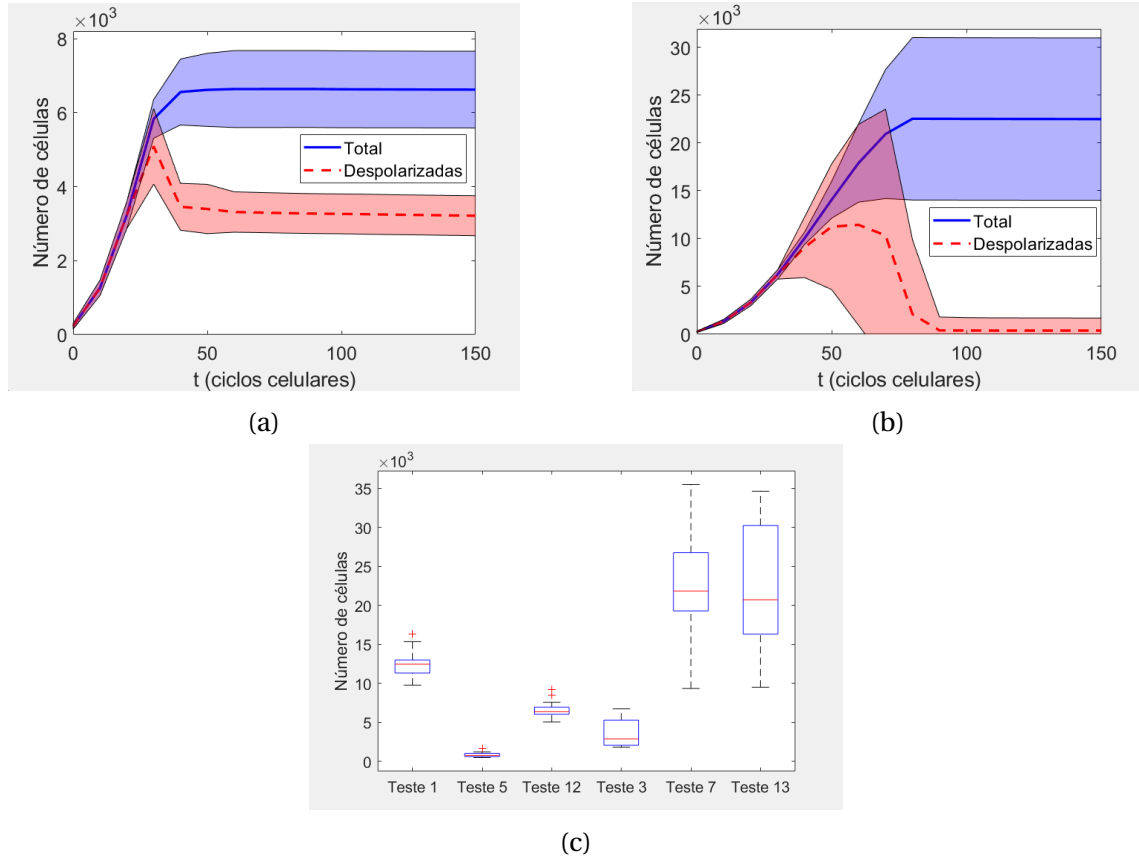 ×10³
8
6
4
2
0
0 50 100 150
Número de células
t (ciclos celulares)
Total
Despolarizadas
(a)
×10³
30
25
20
15
10
5
0
0 50 100 150
Número de células
t (ciclos celulares)
Total
Despolarizadas
(b)
×10³
35
30
25
20
15
10
5
0
Número de células
Teste 1 Teste 5 Teste 12 Teste 3 Teste 7 Teste 13
(c)